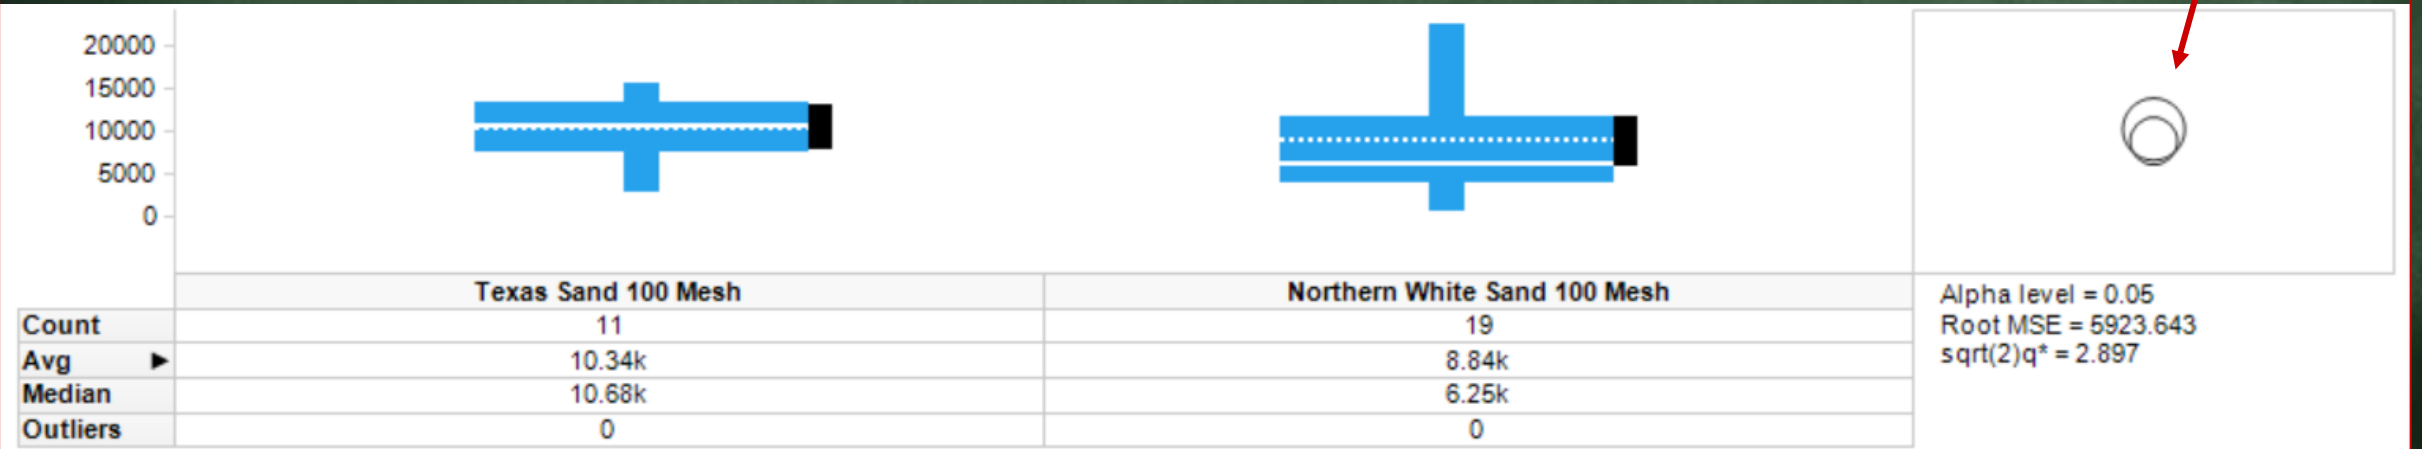 20000
15000
10000
5000
0
Texas Sand 100 Mesh Northern White Sand 100 Mesh
Count 11 19
Avg ▶ 10.34k 8.84k
Median 10.68k 6.25k
Outliers 0 0
Alpha level = 0.05
Root MSE = 5923.643
sqrt(2)q* = 2.897